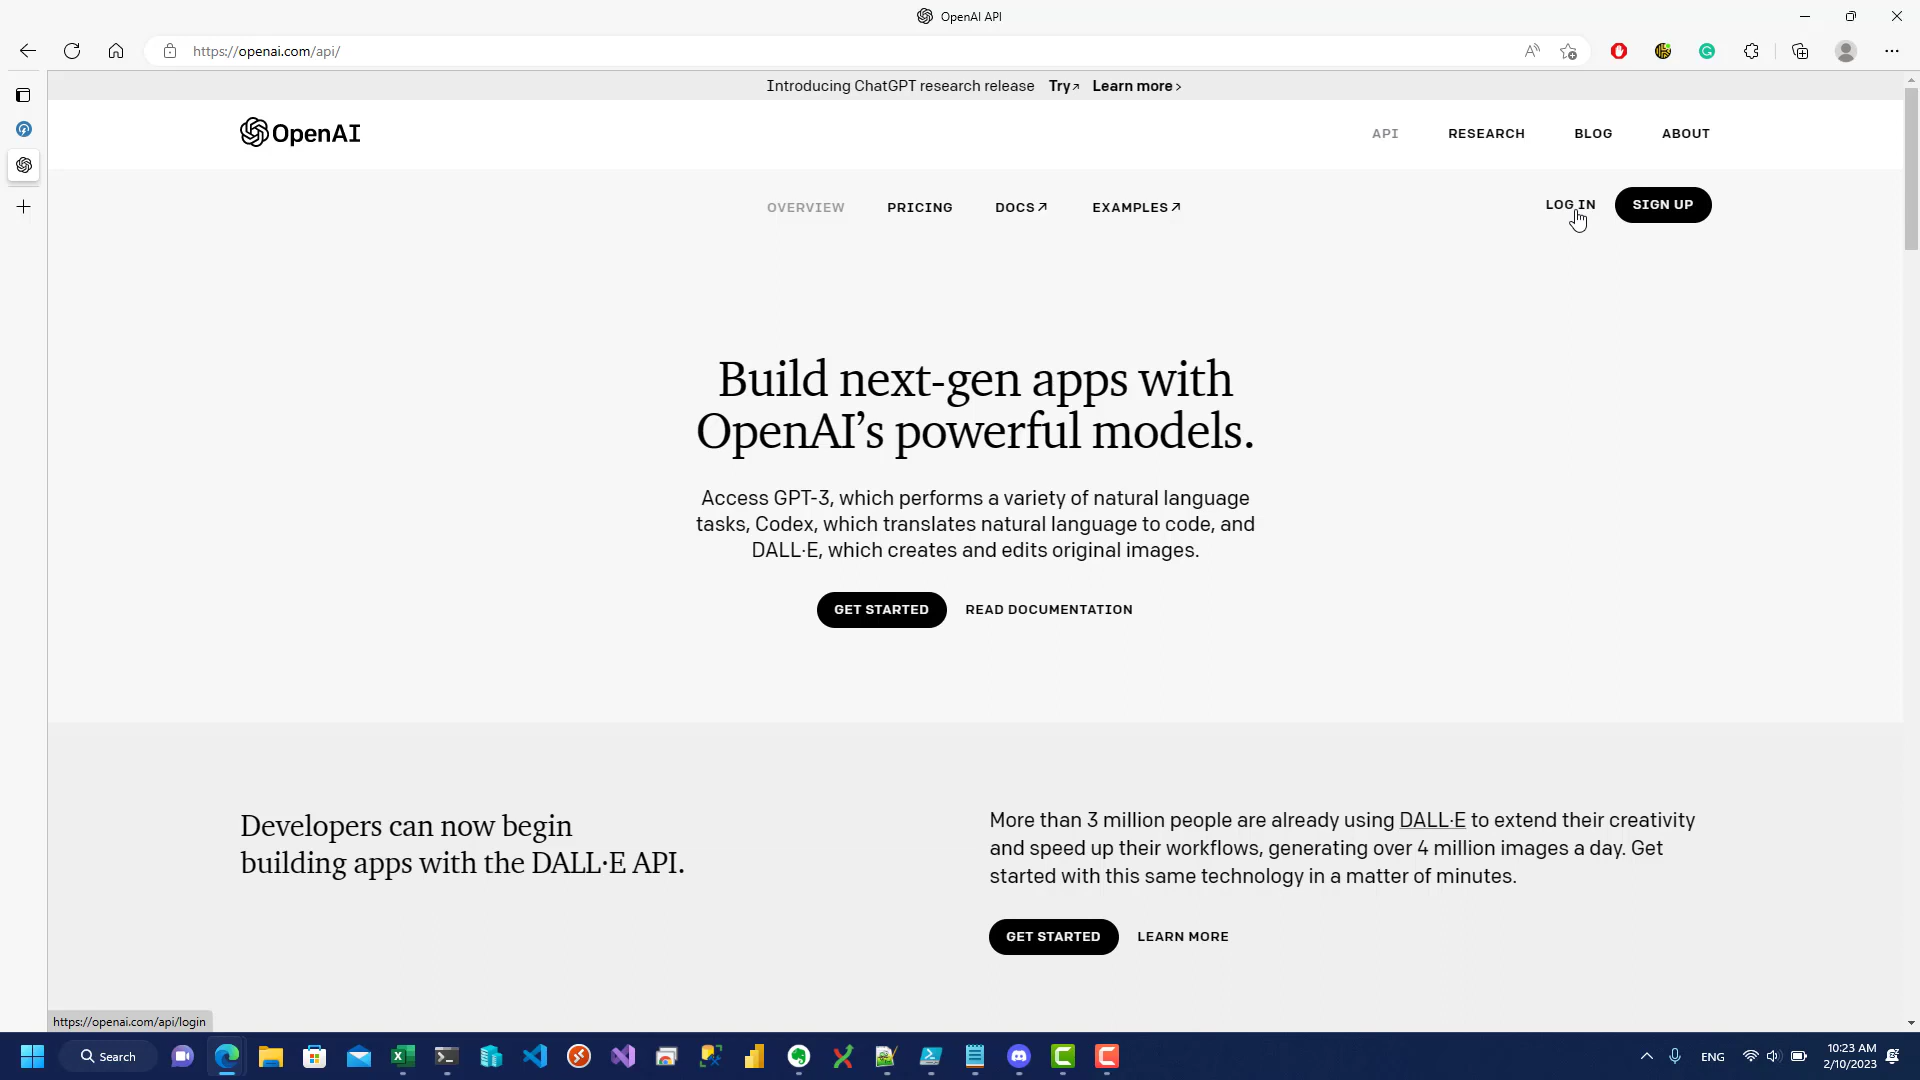 OpenAI API
https://openai.com/api/
Introducing ChatGPT research release Try↗ Learn more›
OpenAI
API RESEARCH BLOG ABOUT
OVERVIEW PRICING DOCS↗ EXAMPLES↗ LOG IN SIGN UP
Build next-gen apps with
OpenAI’s powerful models.
Access GPT-3, which performs a variety of natural language
tasks, Codex, which translates natural language to code, and
DALL·E, which creates and edits original images.
GET STARTED READ DOCUMENTATION
Developers can now begin
building apps with the DALL·E API.
More than 3 million people are already using DALL·E to extend their creativity
and speed up their workflows, generating over 4 million images a day. Get
started with this same technology in a matter of minutes.
GET STARTED LEARN MORE
https://openai.com/api/login
Search
ENG
10:23 AM
2/10/2023